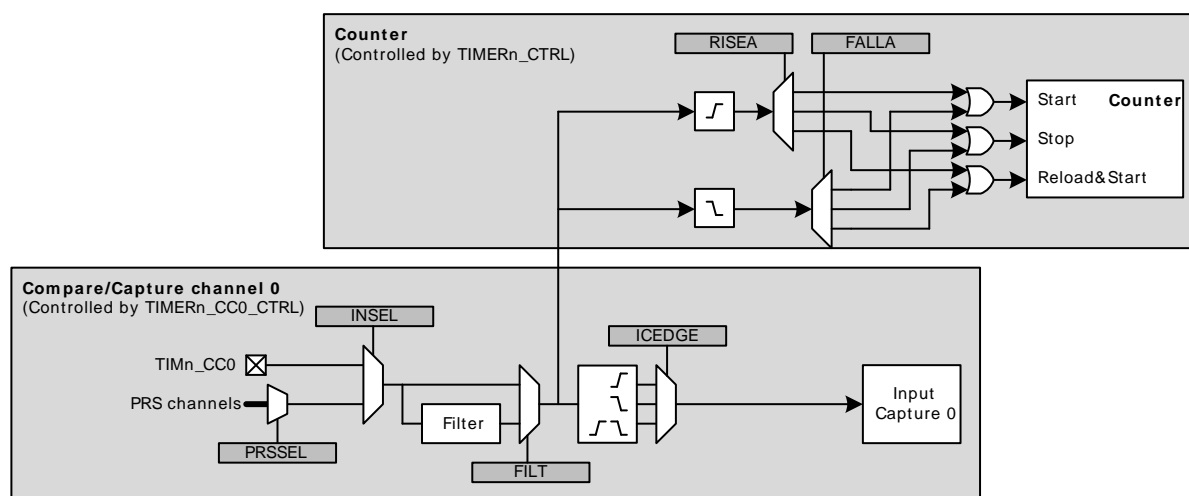 Counter
(Controlled by TIMERn_CTRL)
RISEA
FALLA
Start
Counter
Stop
Reload&Start
Compare/Capture channel 0
(Controlled by TIMERn_CC0_CTRL)
INSEL
ICEDGE
TIMn_CC0
PRS channels
Filter
Input
Capture 0
PRSSEL
FILT